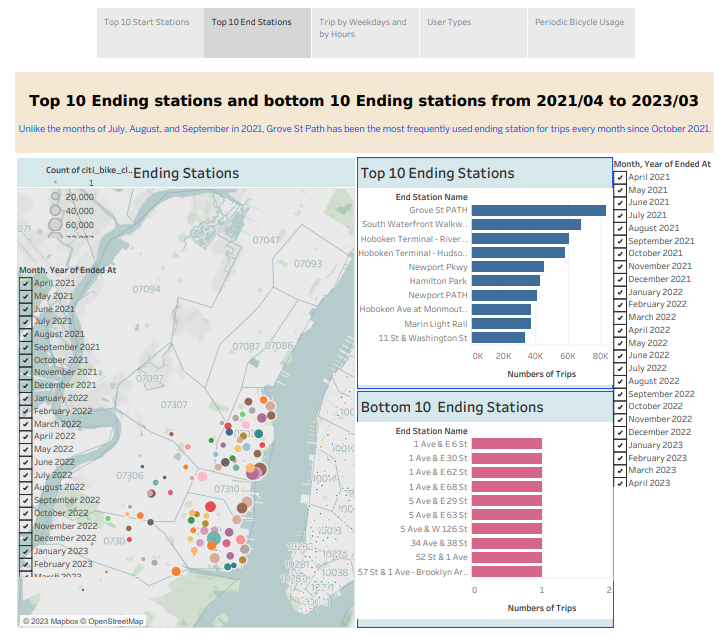 Top 10 Start Stations
Top 10 End Stations
Trip by Weekdays and
by Hours
User Types
Periodic Bicycle Usage
Top 10 Ending stations and bottom 10 Ending stations from 2021/04 to 2023/03
Unlike the months of July, August, and September in 2021, Grove St Path has been the most frequently used ending station for trips every month since October 2021.
Count of citi_bike_cl..
Ending Stations
1
20,000
40,000
60,000
Month, Year of Ended At
April 2021
May 2021
June 2021
July 2021
August 2021
September 2021
October 2021
November 2021
December 2021
January 2022
February 2022
March 2022
April 2022
May 2022
June 2022
July 2022
August 2022
September 2022
October 2022
November 2022
December 2022
January 2023
February 2023
March 2023
07047
07093
07094
07087
07086
07097
07307
07306
07310
10013
10038
© 2023 Mapbox © OpenStreetMap
Top 10 Ending Stations
End Station Name
Grove St PATH
South Waterfront Walkw..
Hoboken Terminal - River ..
Hoboken Terminal - Hudso..
Newport Pkwy
Hamilton Park
Newport PATH
Hoboken Ave at Monmout..
Marin Light Rail
11 St & Washington St
0K 20K 40K 60K 80K
Numbers of Trips
Bottom 10 Ending Stations
End Station Name
1 Ave & E 6 St
1 Ave & E 30 St
1 Ave & E 62 St
1 Ave & E 68 St
5 Ave & E 29 St
5 Ave & E 63 St
5 Ave & W 126 St
34 Ave & 38 St
52 St & 1 Ave
57 St & 1 Ave - Brooklyn Ar..
0 1 2
Numbers of Trips
Month, Year of Ended At
April 2021
May 2021
June 2021
July 2021
August 2021
September 2021
October 2021
November 2021
December 2021
January 2022
February 2022
March 2022
April 2022
May 2022
June 2022
July 2022
August 2022
September 2022
October 2022
November 2022
December 2022
January 2023
February 2023
March 2023
April 2023